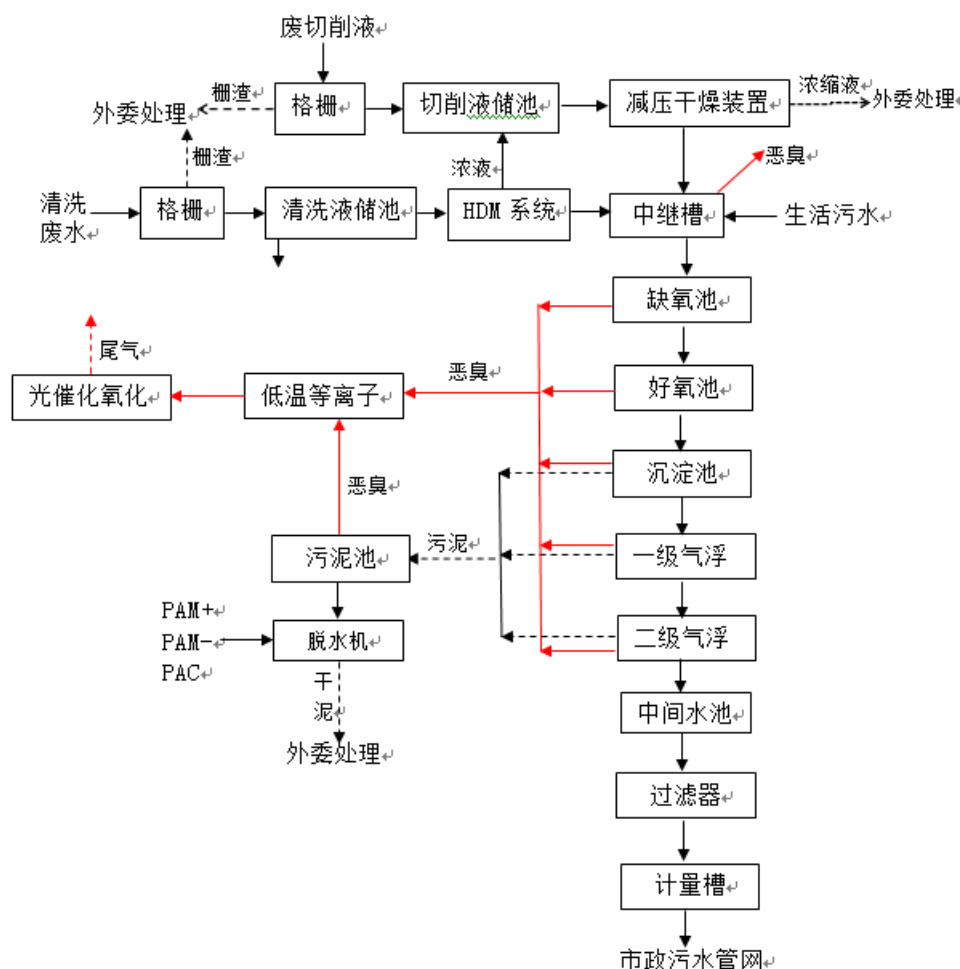 废切削液
栅渣
格栅
切削液储池
减压干燥装置
浓缩液
外委处理
外委处理
栅渣
浓液
恶臭
清洗
废水
格栅
清洗液储池
HDM 系统
中继槽
生活污水
缺氧池
尾气
光催化氧化
低温等离子
恶臭
好氧池
恶臭
沉淀池
污泥池
污泥
一级气浮
PAM+
PAM-
PAC
脱水机
二级气浮
干
泥
外委处理
中间水池
过滤器
计量槽
市政污水管网